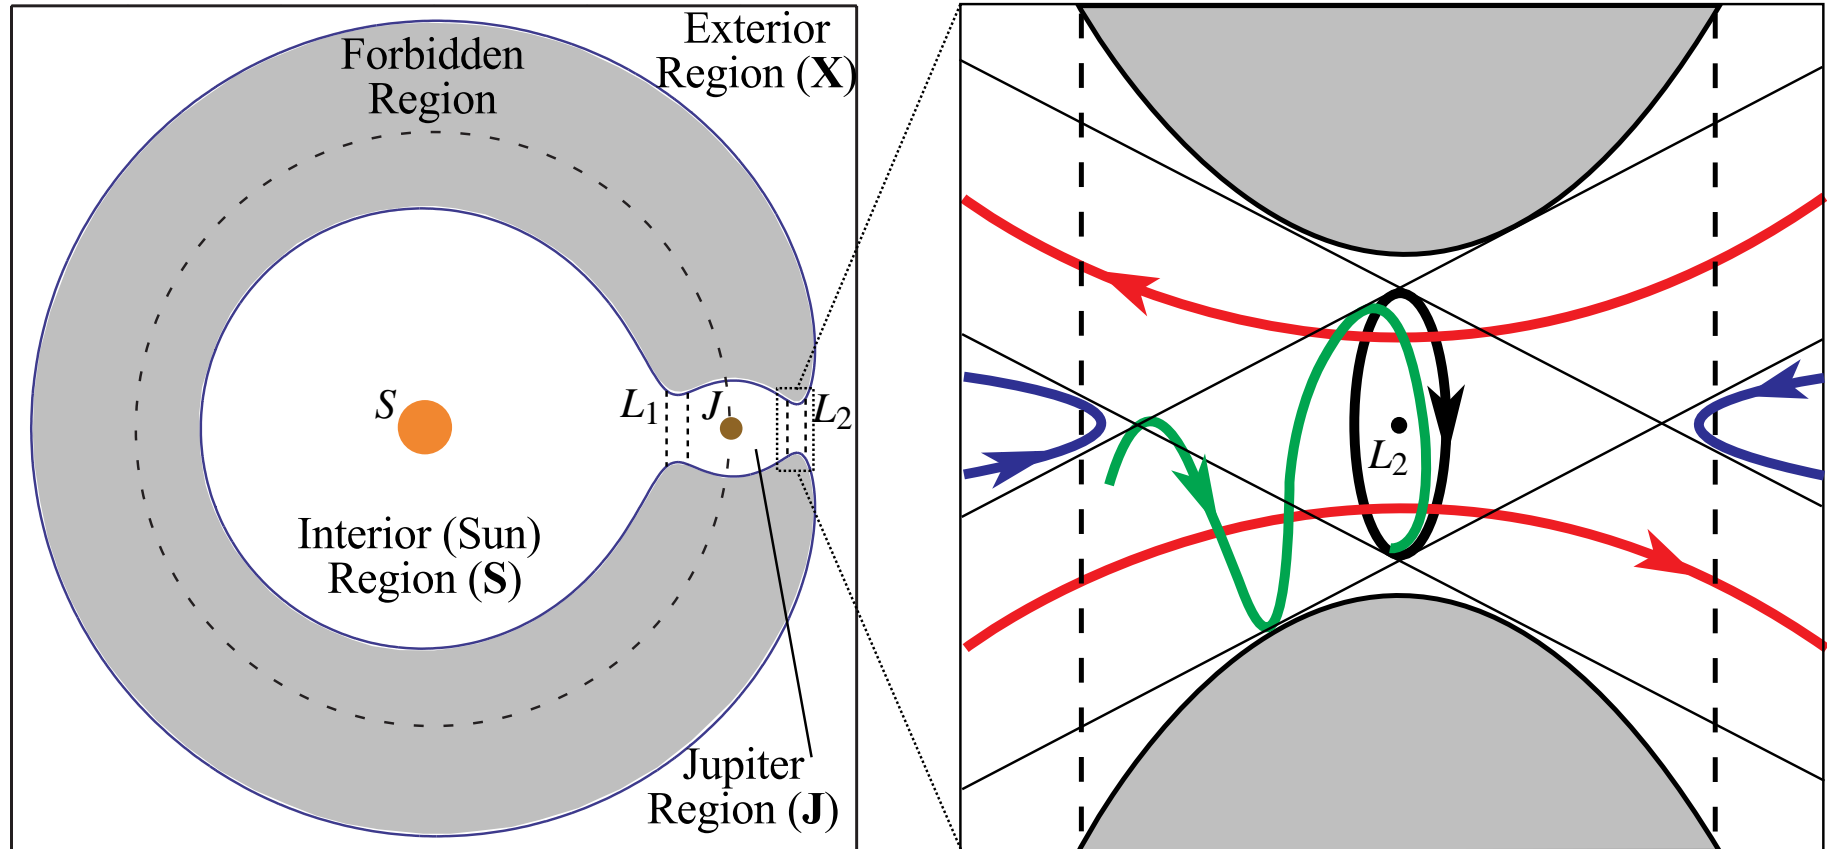 Forbidden
Region
Exterior
Region (X)
S
L1
J
L2
Interior (Sun)
Region (S)
Jupiter
Region (J)
L2